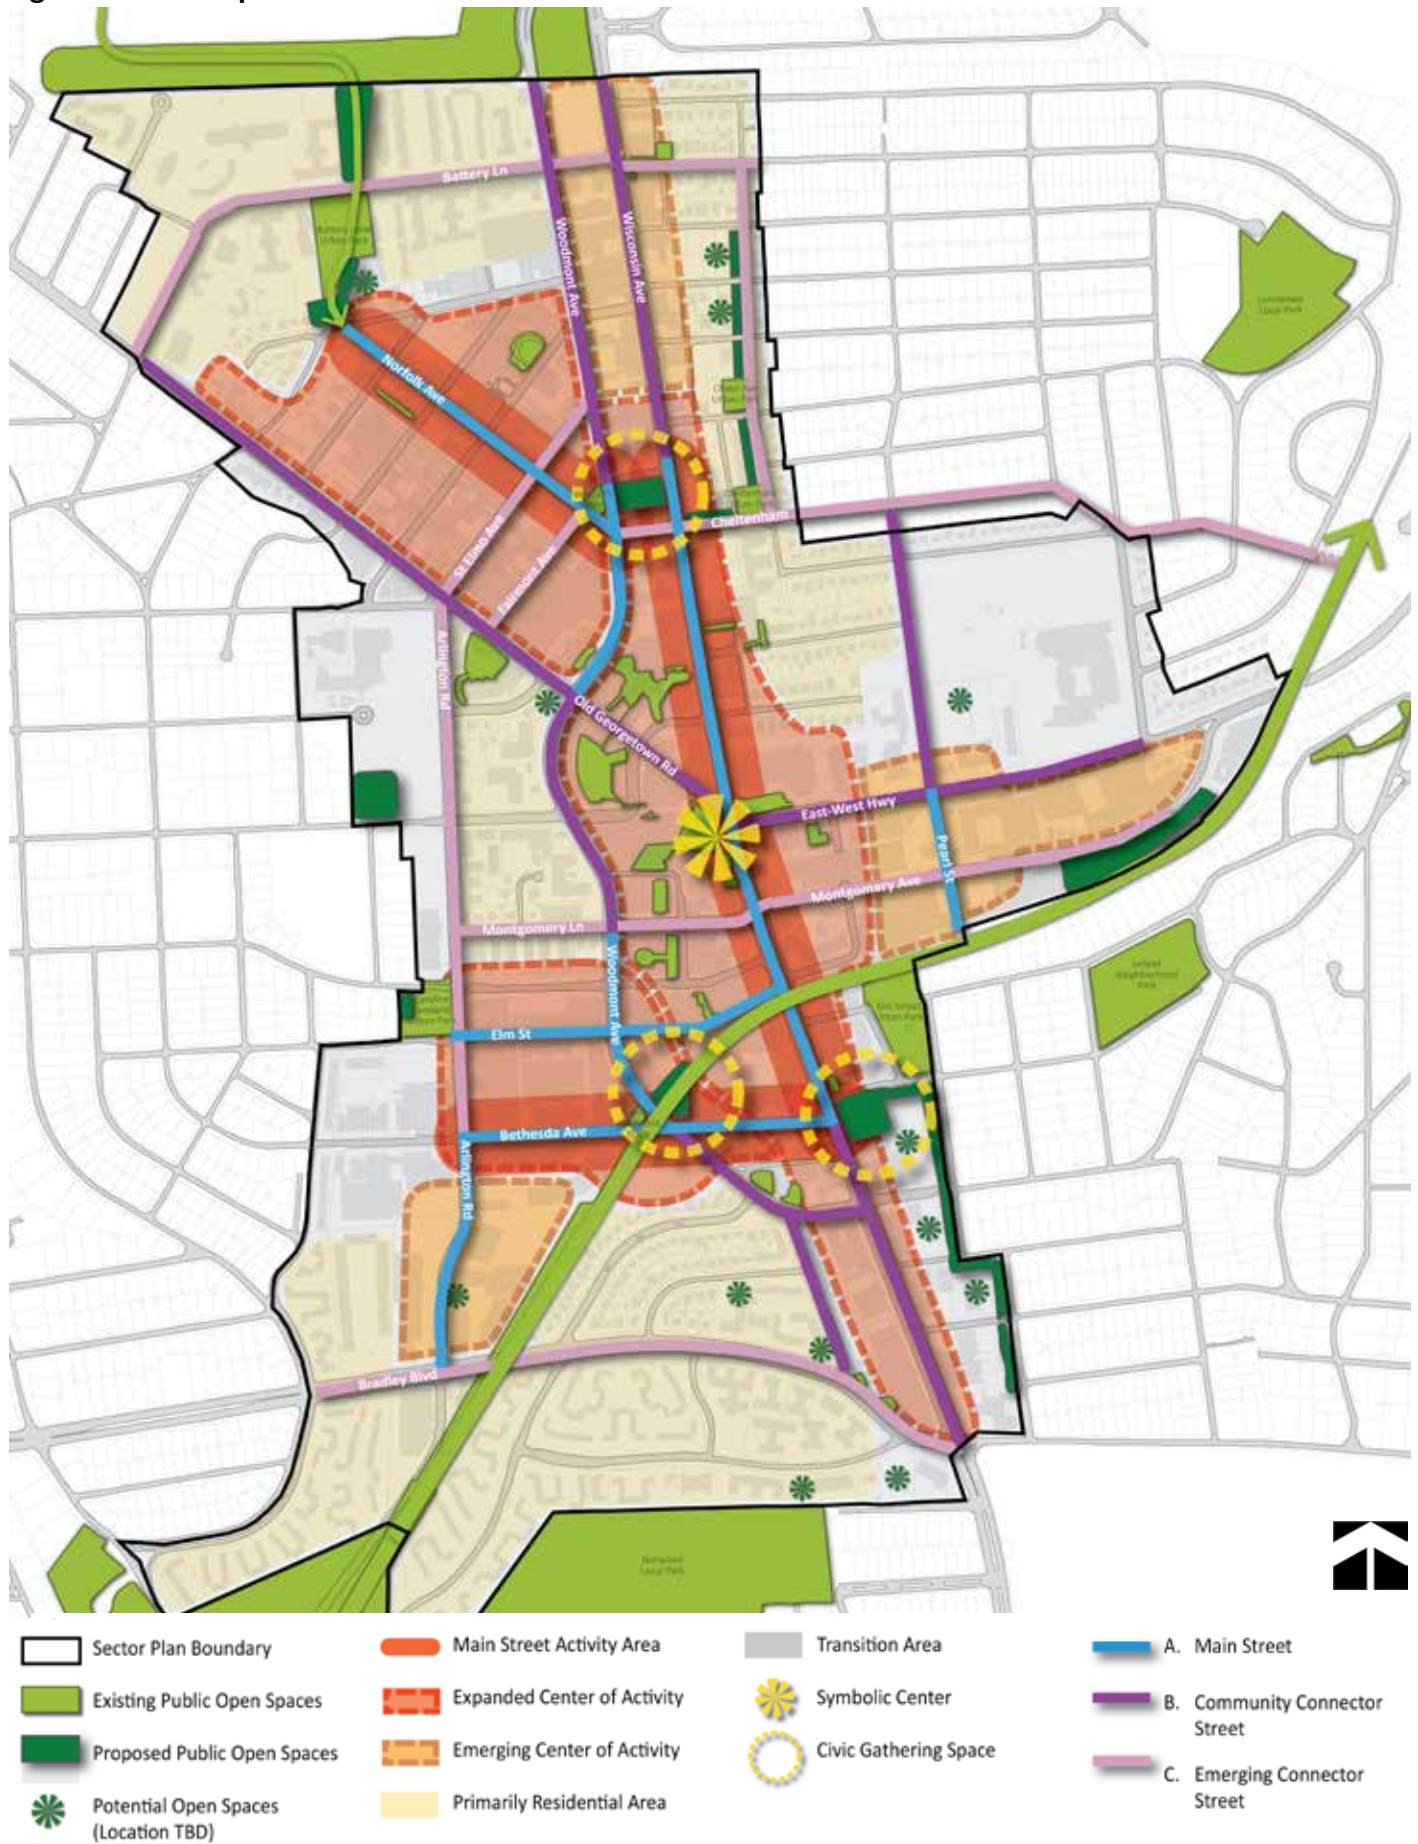 Battery Ln
Woodmont Ave
Wisconsin Ave
Norfolk Ave
Cheltenham
St Elmo Ave
Fairmont Ave
Arlington Rd
Old Georgetown Rd
East-West Hwy
Pearl St
Montgomery Ave
Montgomery Ln
Woodmont Ave
Elm St
Bethesda Ave
Arlington Rd
Bradley Blvd
Local Park
Sector Plan Boundary
Existing Public Open Spaces
Proposed Public Open Spaces
Potential Open Spaces
(Location TBD)
Main Street Activity Area
Expanded Center of Activity
Emerging Center of Activity
Primarily Residential Area
Transition Area
Symbolic Center
Civic Gathering Space
A. Main Street
B. Community Connector
Street
C. Emerging Connector
Street